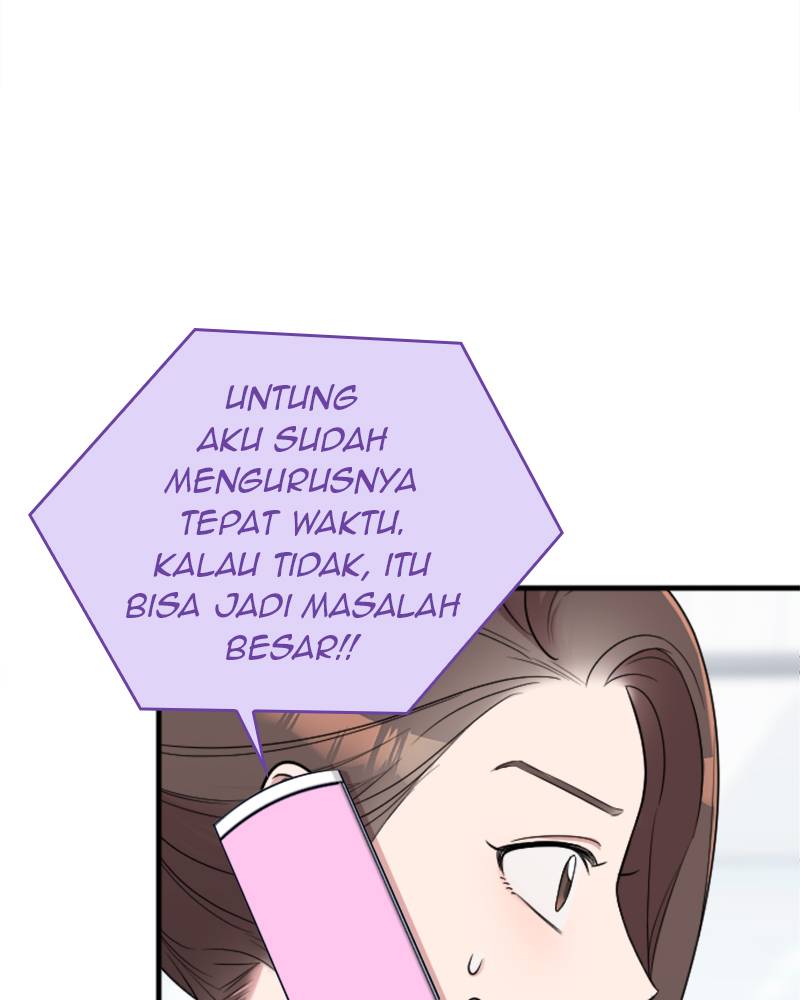 UNTUNG
AKU SUDAH
MENGURUSNYA
TEPAT WAKTU.
KALAU TIDAK, ITU
BISA JADI MASALAH
BESAR!!